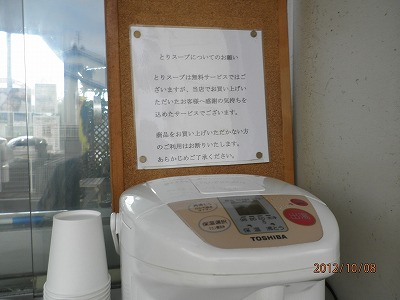 とりスープについてのお願い
とりスープは無料サービスではご
ざいますが、当店でお買い上げい
ただいたお客様へ感謝の気持ちを
込めたサービスでございます。
商品をお買い上げいただかない方
のご利用はお断りいたします。
あらかじめご了承ください。
TOSHIBA
2012/10/08